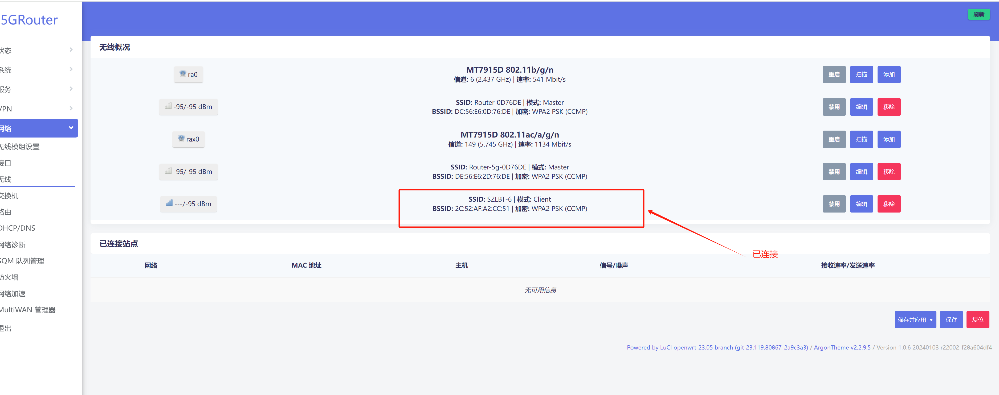 5GRouter
刷新
状态
系统
服务
VPN
网络
无线模组设置
接口
无线
交换机
路由
DHCP/DNS
网络诊断
SQM 队列管理
防火墙
网络加速
MultiWAN 管理器
退出
无线概况
ra0
MT7915D 802.11b/g/n
信道: 6 (2.437 GHz) | 速率: 541 Mbit/s
重启 扫描 添加
-95/-95 dBm
SSID: Router-0D76DE | 模式: Master
BSSID: DC:56:E6:0D:76:DE | 加密: WPA2 PSK (CCMP)
禁用 编辑 移除
rax0
MT7915D 802.11ac/a/g/n
信道: 149 (5.745 GHz) | 速率: 1134 Mbit/s
重启 扫描 添加
-95/-95 dBm
SSID: Router-5g-0D76DE | 模式: Master
BSSID: DE:56:E6:2D:76:DE | 加密: WPA2 PSK (CCMP)
禁用 编辑 移除
---/-95 dBm
SSID: SZLBT-6 | 模式: Client
BSSID: 2C:52:AF:A2:CC:51 | 加密: WPA2 PSK (CCMP)
禁用 编辑 移除
已连接
已连接站点
网络 MAC 地址 主机 信号/噪声 接收速率/发送速率
无可用信息
保存并应用 ▼ 保存 复位
Powered by LuCI openwrt-23.05 branch (git-23.119.80867-2a9c3a3) / ArgonTheme v2.2.9.5 / Version 1.0.6 20240103 r22002-f28a604df4